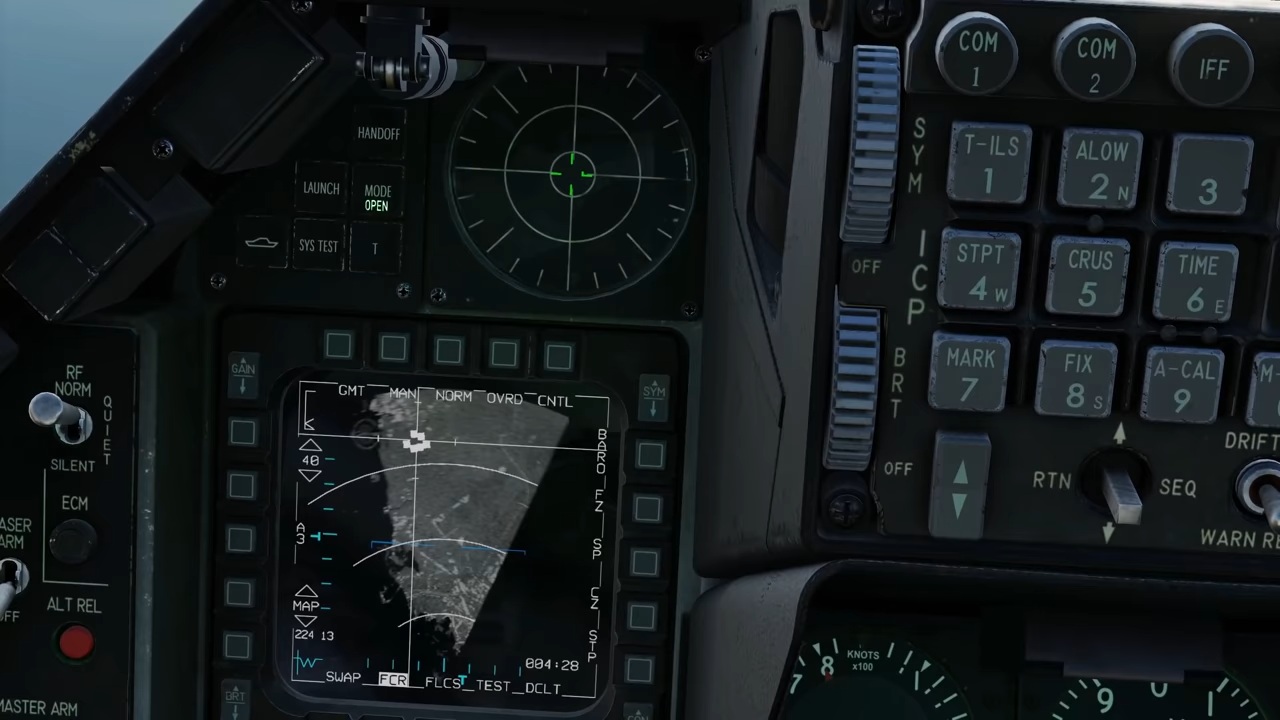 HANDOFF
LAUNCH
MODE
OPEN
SYS TEST
T
RF
NORM
QUIET
SILENT
ECM
ALT REL
MASTER ARM
GAIN
SYM
BRT
GMT MAN NORM OVRD CNTL
40
A
3
MAP
224 13
BARO
FZ
SP
CZ
STP
004:28
SWAP FCR FLCS TEST DCLT
COM
1
COM
2
IFF
SYM
OFF
ICP
BRT
OFF
T-ILS
1
ALOW
2 N
3
STPT
4 W
CRUS
5
TIME
6 E
MARK
7
FIX
8 S
A-CAL
9
RTN
SEQ
DRIFT
WARN
KNOTS
x100
7
8
9
0
1